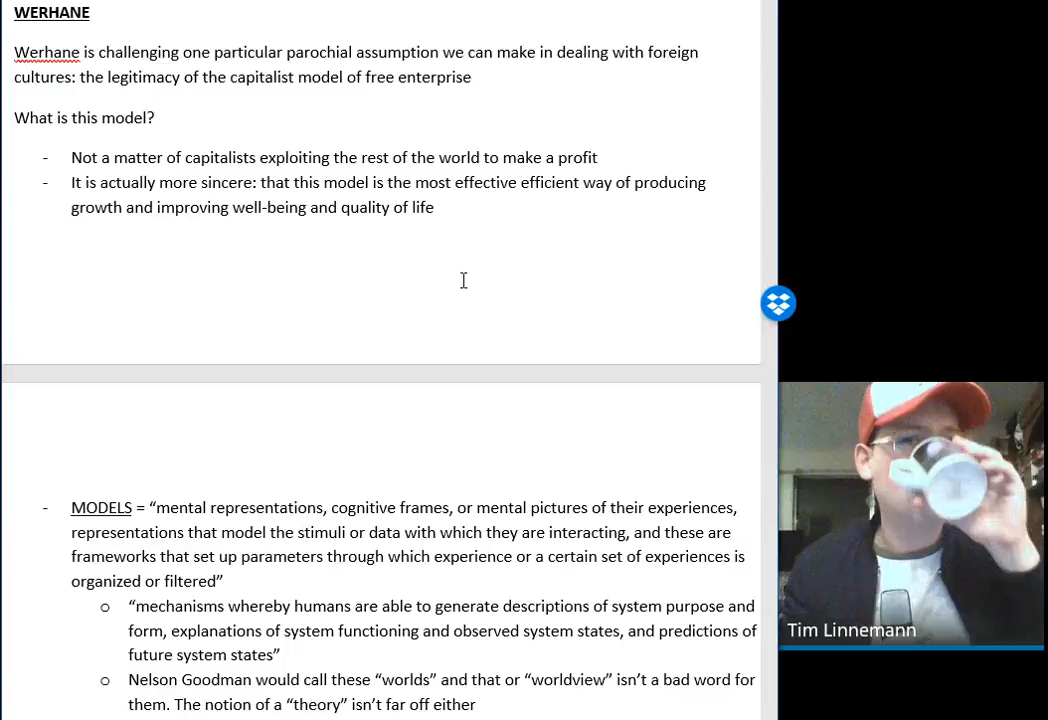 WERHANE
Werhane is challenging one particular parochial assumption we can make in dealing with foreign
cultures: the legitimacy of the capitalist model of free enterprise
What is this model?
- Not a matter of capitalists exploiting the rest of the world to make a profit
- It is actually more sincere: that this model is the most effective efficient way of producing
growth and improving well-being and quality of life
- MODELS = “mental representations, cognitive frames, or mental pictures of their experiences,
representations that model the stimuli or data with which they are interacting, and these are
frameworks that set up parameters through which experience or a certain set of experiences is
organized or filtered”
o “mechanisms whereby humans are able to generate descriptions of system purpose and
form, explanations of system functioning and observed system states, and predictions of
future system states”
o Nelson Goodman would call these “worlds” and that or “worldview” isn’t a bad word for
them. The notion of a “theory” isn’t far off either
Tim Linnemann